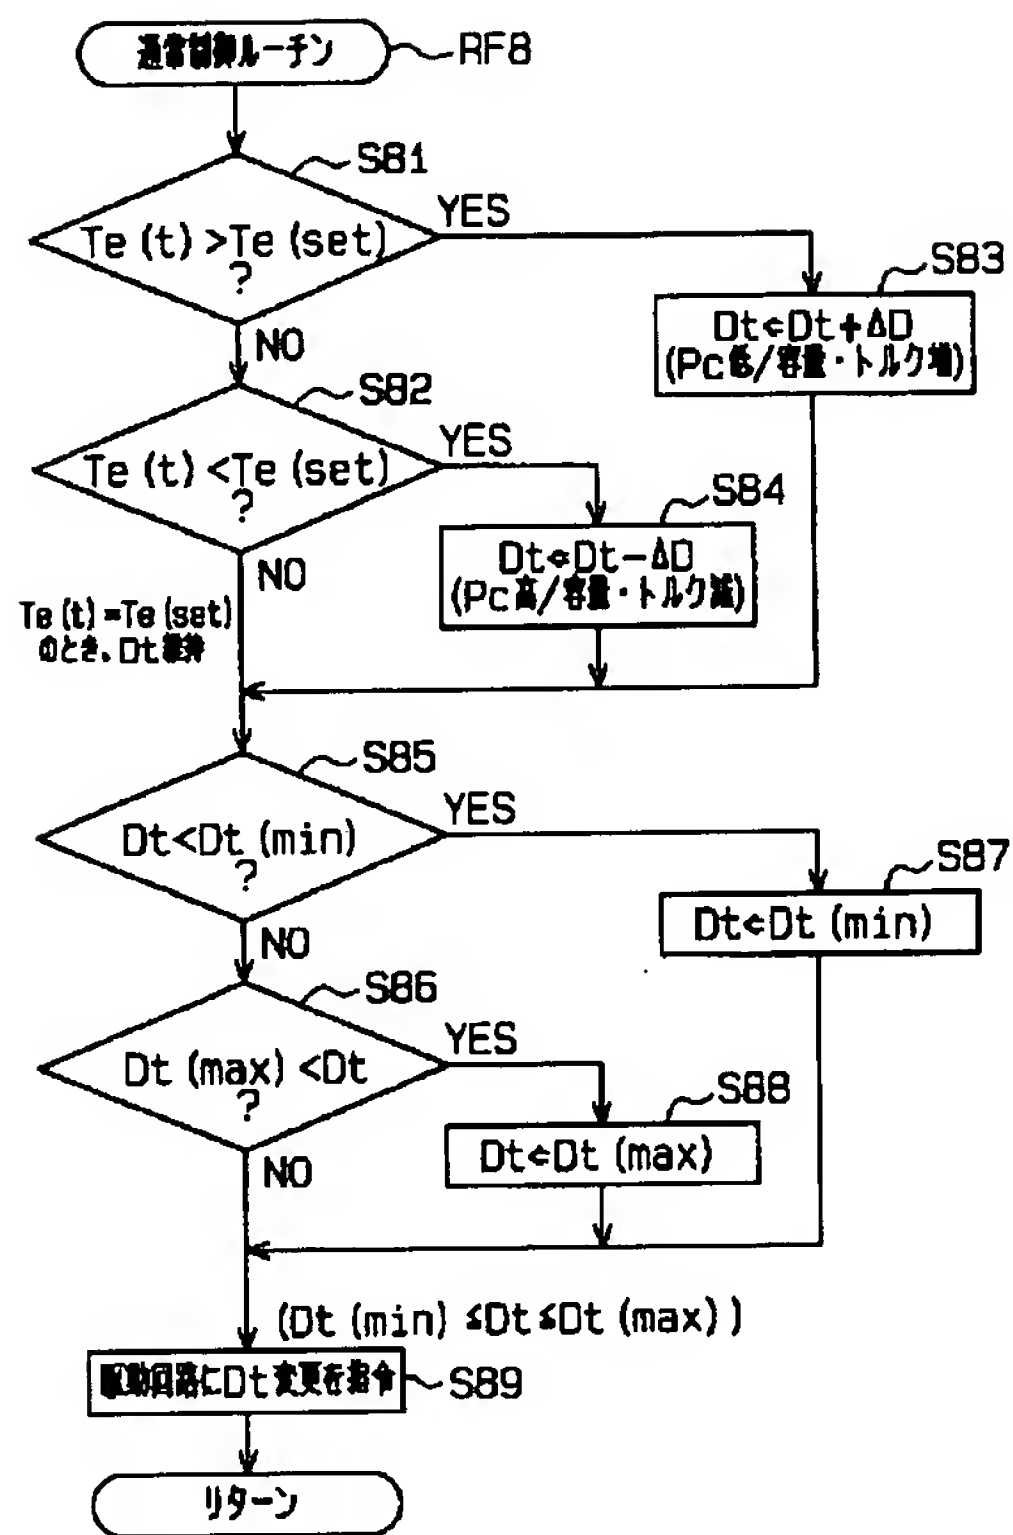 通常制御ルーチン
RF8
S81
Te(t)>Te(set)
?
YES
NO
S83
Dt⇐Dt+ΔD
(Pc低/容量・トルク増)
S82
Te(t)<Te(set)
?
YES
NO
S84
Dt⇐Dt-ΔD
(Pc高/容量・トルク減)
Te(t)=Te(set)
のとき、Dt維持
S85
Dt<Dt(min)
?
YES
NO
S87
Dt⇐Dt(min)
S86
Dt(max)<Dt
?
YES
NO
S88
Dt⇐Dt(max)
(Dt(min)≦Dt≦Dt(max))
駆動回路にDt変更を指令
S89
リターン